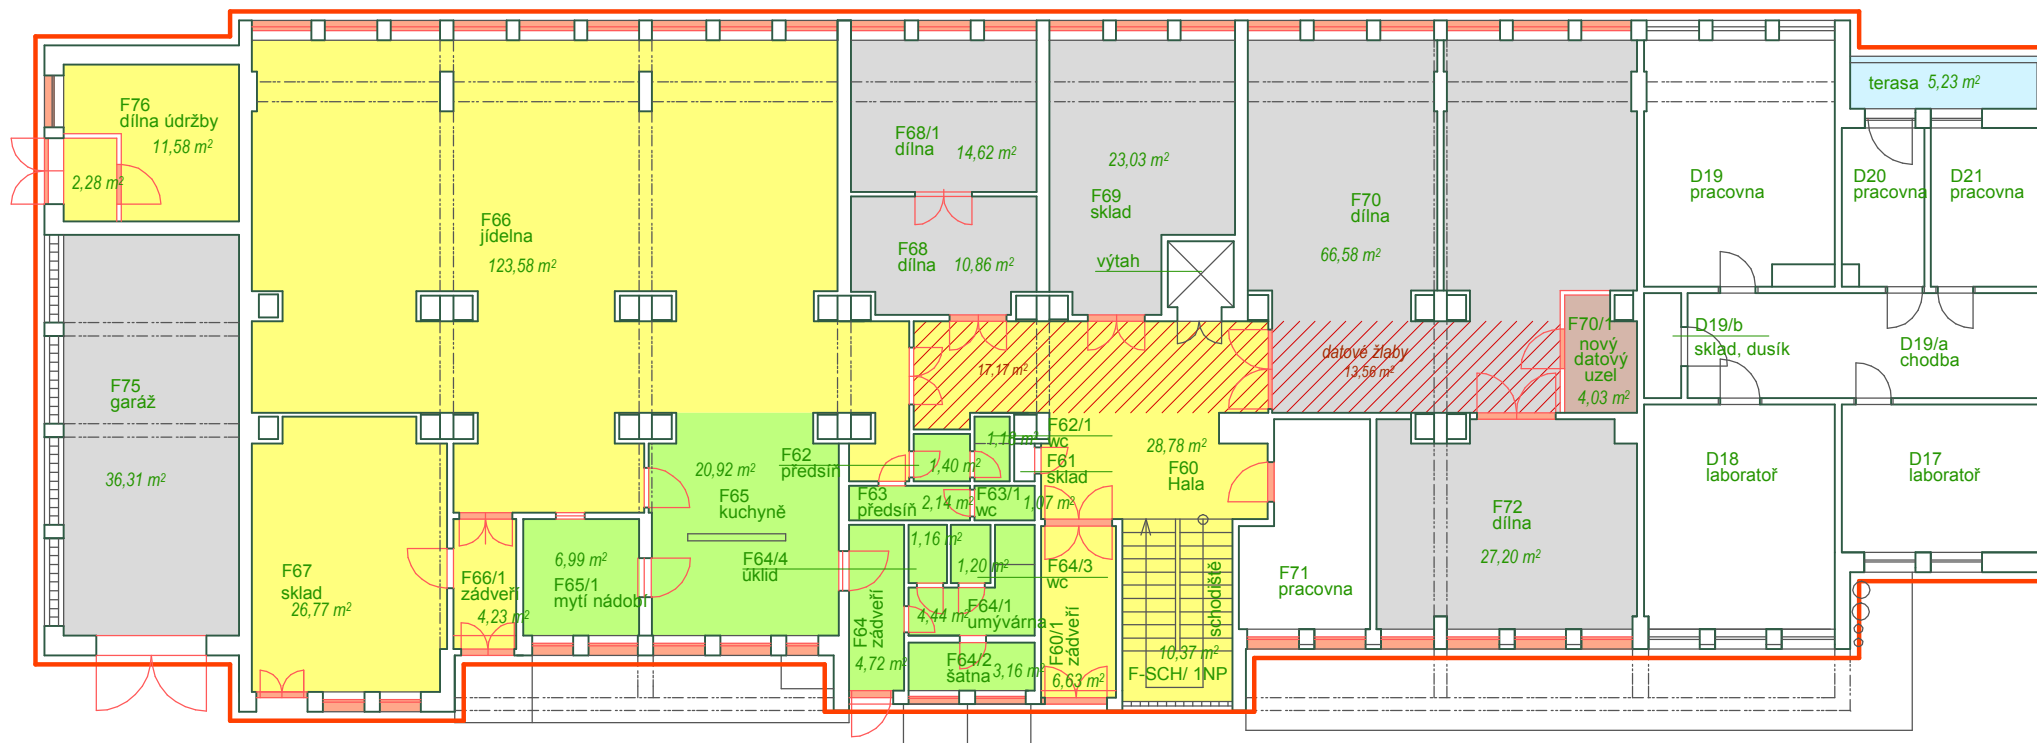 terasa 5,23 m²
F76
dílna údržby
11,58 m²
2,28 m²
F66
jídelna
123,58 m²
F68/1
dílna
14,62 m²
23,03 m²
F69
sklad
F70
dílna
66,58 m²
D19
pracovna
D20
pracovna
D21
pracovna
F68
dílna
10,86 m²
výtah
F75
garáž
36,31 m²
17,17 m²
datové žlaby
13,56 m²
F70/1
nový
datový
uzel
4,03 m²
D19/b
sklad, dusík
D19/a
chodba
F62
předsíň
20,92 m²
F65
kuchyně
1,40 m²
F62/1
wc
F61
sklad
28,78 m²
F60
Hala
D18
laboratoř
D17
laboratoř
F63
předsíň
2,14 m²
F63/1
wc
1,07 m²
F72
dílna
27,20 m²
F67
sklad
26,77 m²
F66/1
zádveří
4,23 m²
6,99 m²
F65/1
mytí nádobí
F64/4
úklid
1,16 m²
1,20 m²
F64/3
wc
F64
zádveří
4,72 m²
4,44 m²
F64/1
umývárna
F64/2
šatna
3,16 m²
F60/1
zádveří
6,63 m²
schodiště
10,37 m²
F-SCH/ 1NP
F71
pracovna